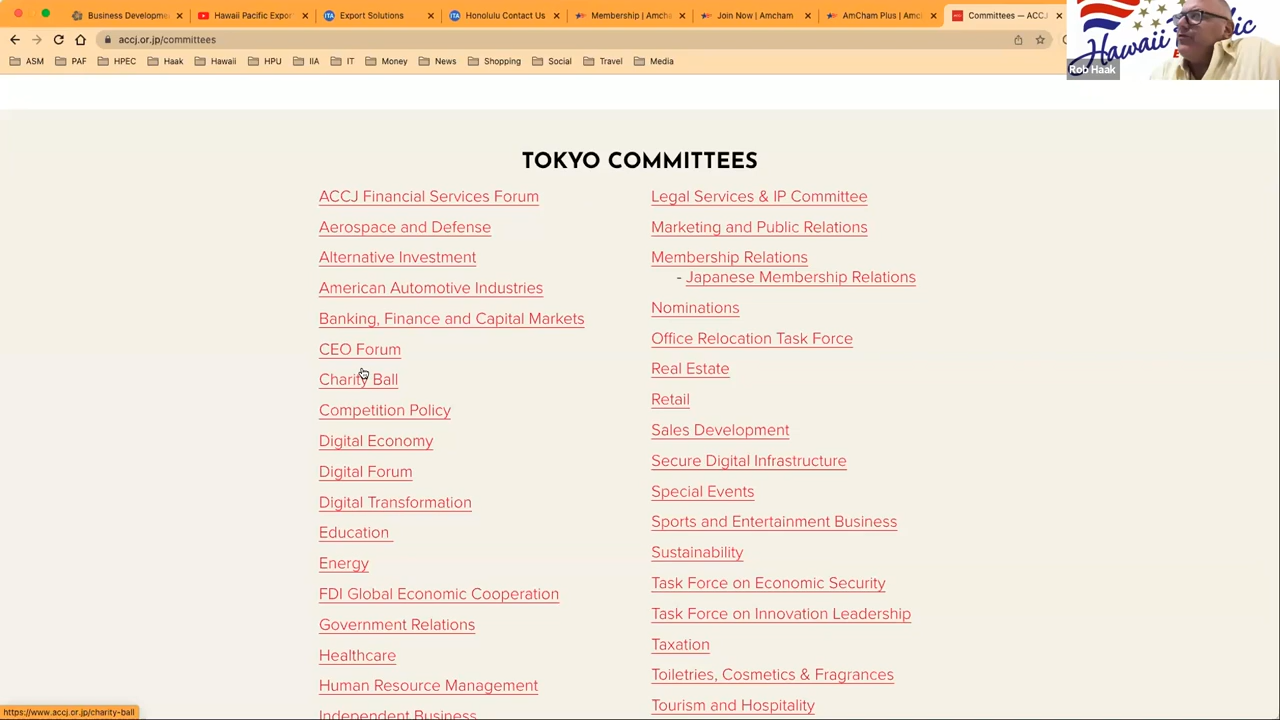 Business Developme
Hawaii Pacific Expor
ITA Export Solutions
ITA Honolulu Contact Us
Membership | Amcha
Join Now | Amcham
AmCham Plus | Amc
Committees — ACCJ
accj.or.jp/committees
ASM PAF HPEC Haak Hawaii HPU IIA IT Money News Shopping Social Travel Media
Rob Haak
TOKYO COMMITTEES
ACCJ Financial Services Forum
Aerospace and Defense
Alternative Investment
American Automotive Industries
Banking, Finance and Capital Markets
CEO Forum
Charity Ball
Competition Policy
Digital Economy
Digital Forum
Digital Transformation
Education
Energy
FDI Global Economic Cooperation
Government Relations
Healthcare
Human Resource Management
Independent Business
Legal Services & IP Committee
Marketing and Public Relations
Membership Relations
- Japanese Membership Relations
Nominations
Office Relocation Task Force
Real Estate
Retail
Sales Development
Secure Digital Infrastructure
Special Events
Sports and Entertainment Business
Sustainability
Task Force on Economic Security
Task Force on Innovation Leadership
Taxation
Toiletries, Cosmetics & Fragrances
Tourism and Hospitality
https://www.accj.or.jp/charity-ball